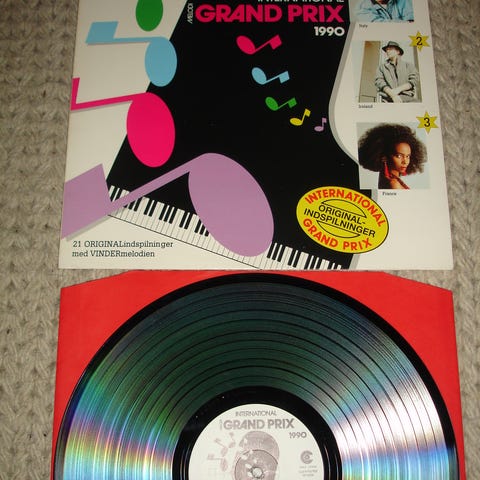 INTERNATIONAL
MELODI
GRAND PRIX
1990
Italy
2
Ireland
3
France
INTERNATIONAL
ORIGINAL-
INDSPILNINGER
GRAND PRIX
21 ORIGINALindspilninger
med VINDERmelodien
INTERNATIONAL
GRAND PRIX
1990